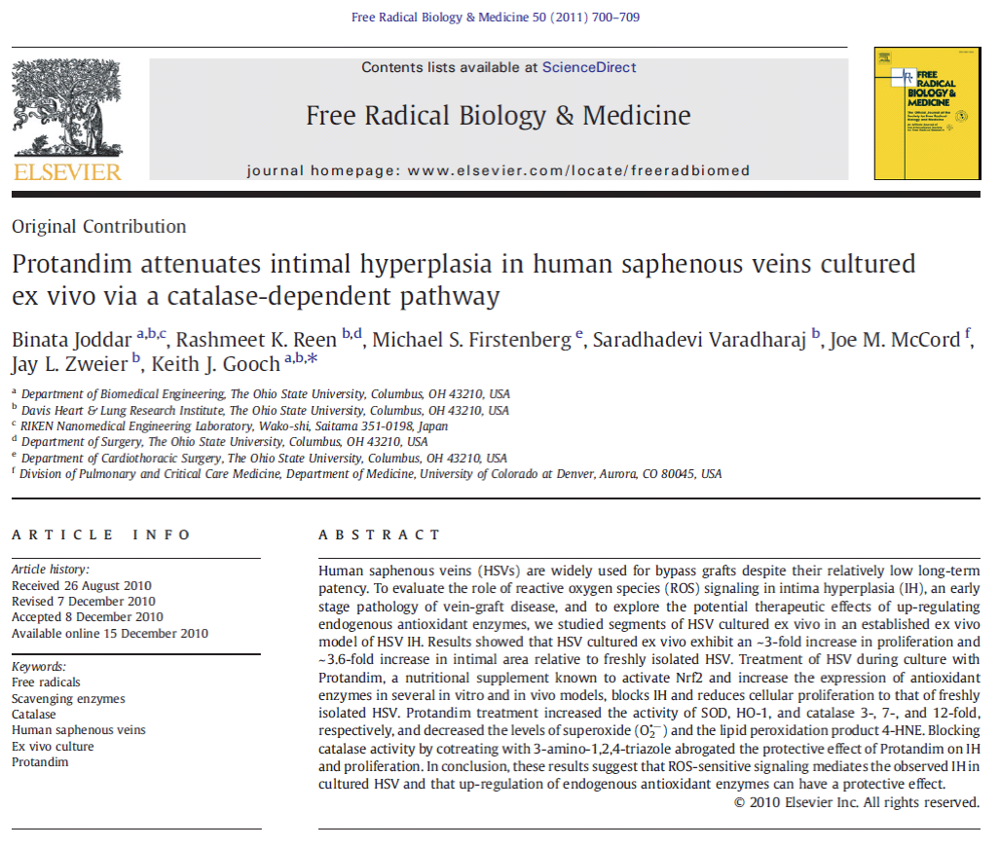 Free Radical Biology & Medicine 50 (2011) 700–709
Contents lists available at ScienceDirect
Free Radical Biology & Medicine
journal homepage: www.elsevier.com/locate/freeradbiomed
ELSEVIER
FREE
RADICAL
BIOLOGY &
MEDICINE
Original Contribution
Protandim attenuates intimal hyperplasia in human saphenous veins cultured
ex vivo via a catalase-dependent pathway
Binata Joddar a,b,c, Rashmeet K. Reen b,d, Michael S. Firstenberg e, Saradhadevi Varadharaj b, Joe M. McCord f,
Jay L. Zweier b, Keith J. Gooch a,b,*
a Department of Biomedical Engineering, The Ohio State University, Columbus, OH 43210, USA
b Davis Heart & Lung Research Institute, The Ohio State University, Columbus, OH 43210, USA
c RIKEN Nanomedical Engineering Laboratory, Wako-shi, Saitama 351-0198, Japan
d Department of Surgery, The Ohio State University, Columbus, OH 43210, USA
e Department of Cardiothoracic Surgery, The Ohio State University, Columbus, OH 43210, USA
f Division of Pulmonary and Critical Care Medicine, Department of Medicine, University of Colorado at Denver, Aurora, CO 80045, USA
ARTICLE INFO
Article history:
Received 26 August 2010
Revised 7 December 2010
Accepted 8 December 2010
Available online 15 December 2010
Keywords:
Free radicals
Scavenging enzymes
Catalase
Human saphenous veins
Ex vivo culture
Protandim
ABSTRACT
Human saphenous veins (HSVs) are widely used for bypass grafts despite their relatively low long-term
patency. To evaluate the role of reactive oxygen species (ROS) signaling in intima hyperplasia (IH), an early
stage pathology of vein-graft disease, and to explore the potential therapeutic effects of up-regulating
endogenous antioxidant enzymes, we studied segments of HSV cultured ex vivo in an established ex vivo
model of HSV IH. Results showed that HSV cultured ex vivo exhibit an ~3-fold increase in proliferation and
~3.6-fold increase in intimal area relative to freshly isolated HSV. Treatment of HSV during culture with
Protandim, a nutritional supplement known to activate Nrf2 and increase the expression of antioxidant
enzymes in several in vitro and in vivo models, blocks IH and reduces cellular proliferation to that of freshly
isolated HSV. Protandim treatment increased the activity of SOD, HO-1, and catalase 3-, 7-, and 12-fold,
respectively, and decreased the levels of superoxide (O2•−) and the lipid peroxidation product 4-HNE. Blocking
catalase activity by cotreating with 3-amino-1,2,4-triazole abrogated the protective effect of Protandim on IH
and proliferation. In conclusion, these results suggest that ROS-sensitive signaling mediates the observed IH in
cultured HSV and that up-regulation of endogenous antioxidant enzymes can have a protective effect.
© 2010 Elsevier Inc. All rights reserved.